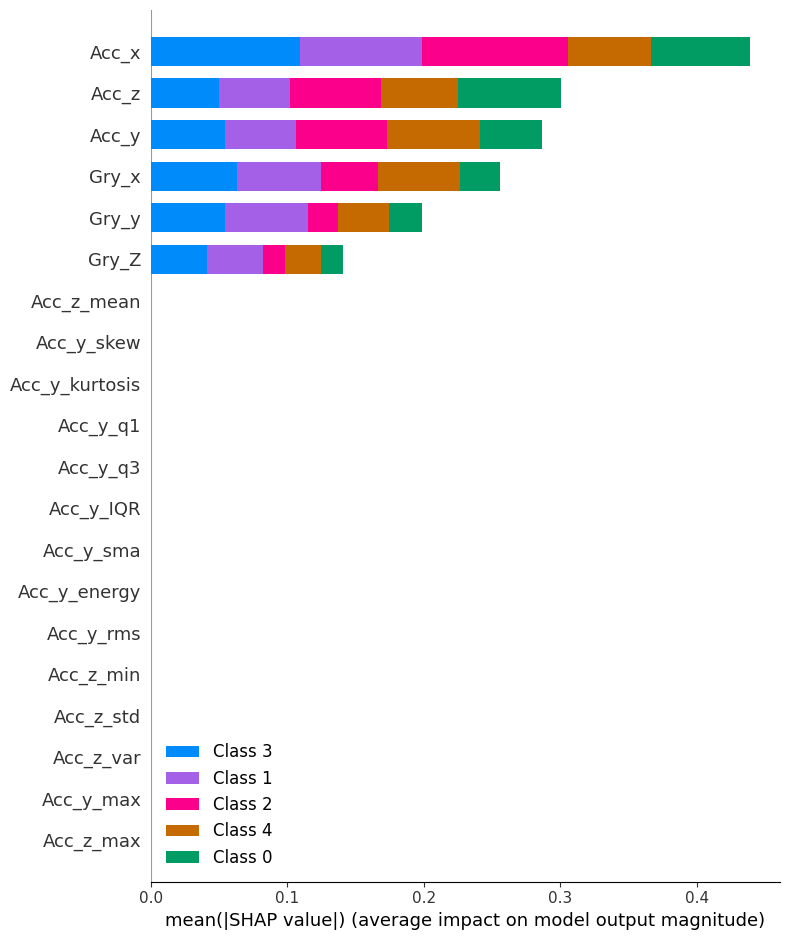 Acc_x
Acc_z
Acc_y
Gry_x
Gry_y
Gry_Z
Acc_z_mean
Acc_y_skew
Acc_y_kurtosis
Acc_y_q1
Acc_y_q3
Acc_y_IQR
Acc_y_sma
Acc_y_energy
Acc_y_rms
Acc_z_min
Acc_z_std
Acc_z_var
Acc_y_max
Acc_z_max
Class 3
Class 1
Class 2
Class 4
Class 0
0.0 0.1 0.2 0.3 0.4
mean(|SHAP value|) (average impact on model output magnitude)